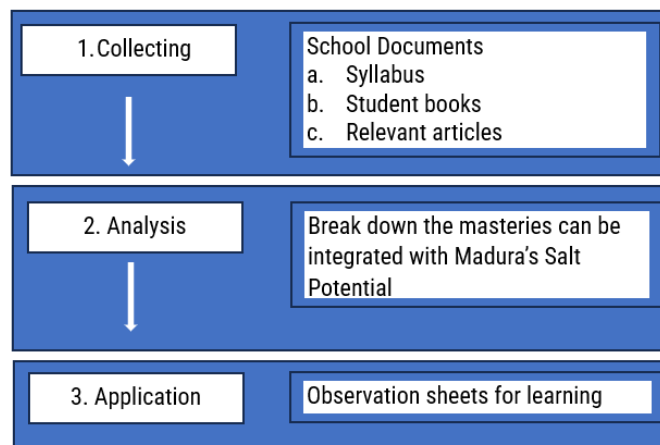 1.Collecting
School Documents
a. Syllabus
b. Student books
c. Relevant articles
2. Analysis
Break down the masteries can be
integrated with Madura's Salt
Potential
3. Application
Observation sheets for learning